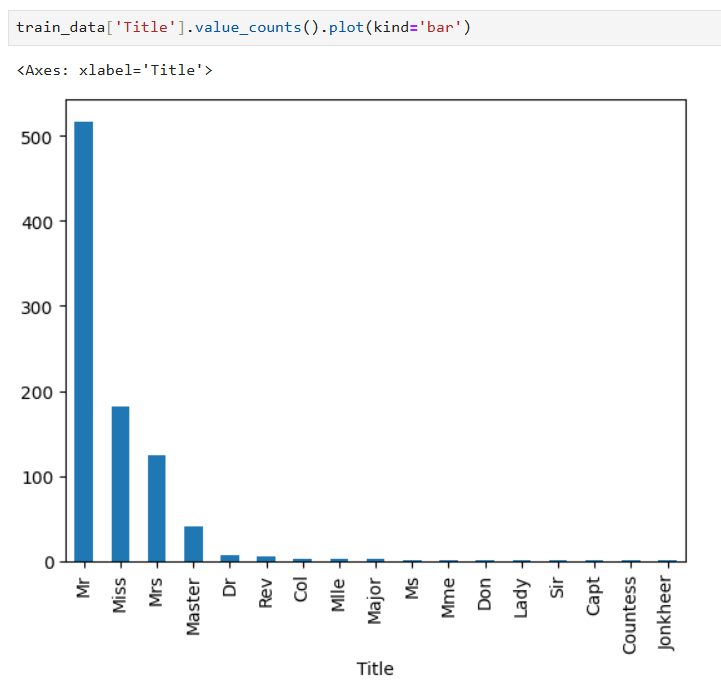 train_data['Title'].value_counts().plot(kind='bar')
<Axes: xlabel='Title'>
500
400
300
200
100
0
Mr Miss Mrs Master Dr Rev Col Mlle Major Ms Mme Don Lady Sir Capt Countess Jonkheer
Title